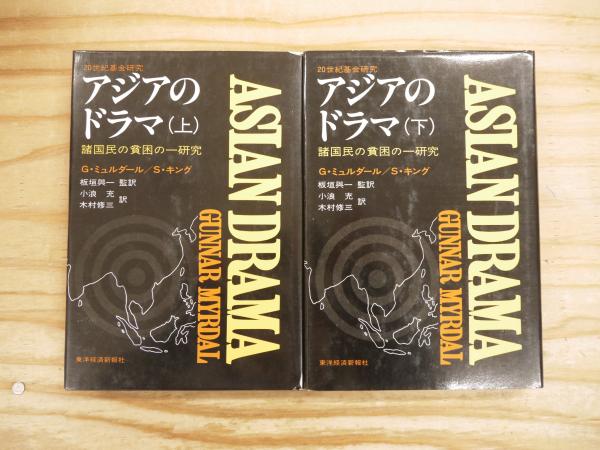 20世紀基会研究
アジアの
ドラマ(上)
諸国民の貧困の一研究
G・ミュルダール/S・キング
板垣與一 監訳
小浪 充
木村修三 訳
ASIAN DRAMA
GUNNAR MYRDAL
東洋経済新報社
20世紀基会研究
アジアの
ドラマ(下)
諸国民の貧困の一研究
G・ミュルダール/S・キング
板垣與一 監訳
小浪 充
木村修三 訳
ASIAN DRAMA
GUNNAR MYRDAL
東洋経済新報社